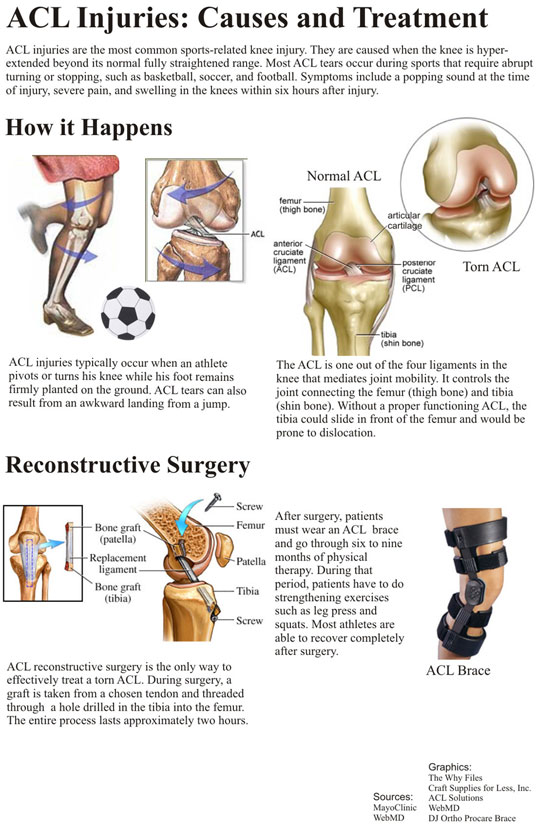 ACL Injuries: Causes and Treatment
ACL injuries are the most common sports-related knee injury. They are caused when the knee is hyper-
extended beyond its normal fully straightened range. Most ACL tears occur during sports that require abrupt
turning or stopping, such as basketball, soccer, and football. Symptoms include a popping sound at the time
of injury, severe pain, and swelling in the knees within six hours after injury.
How it Happens
ACL
ACL injuries typically occur when an athlete
pivots or turns his knee while his foot remains
firmly planted on the ground. ACL tears can also
result from an awkward landing from a jump.
Normal ACL
femur
(thigh bone)
articular
cartilage
anterior
cruciate
ligament
(ACL)
posterior
cruciate
ligament
(PCL)
tibia
(shin bone)
Torn ACL
The ACL is one out of the four ligaments in the
knee that mediates joint mobility. It controls the
joint connecting the femur (thigh bone) and tibia
(shin bone). Without a proper functioning ACL, the
tibia could slide in front of the femur and would be
prone to dislocation.
Reconstructive Surgery
Bone graft
(patella)
Replacement
ligament
Bone graft
(tibia)
Screw
Femur
Patella
Tibia
Screw
ACL reconstructive surgery is the only way to
effectively treat a torn ACL. During surgery, a
graft is taken from a chosen tendon and threaded
through a hole drilled in the tibia into the femur.
The entire process lasts approximately two hours.
After surgery, patients
must wear an ACL brace
and go through six to nine
months of physical
therapy. During that
period, patients have to do
strengthening exercises
such as leg press and
squats. Most athletes are
able to recover completely
after surgery.
ACL Brace
Sources:
MayoClinic
WebMD
Graphics:
The Why Files
Craft Supplies for Less, Inc.
ACL Solutions
WebMD
DJ Ortho Procare Brace